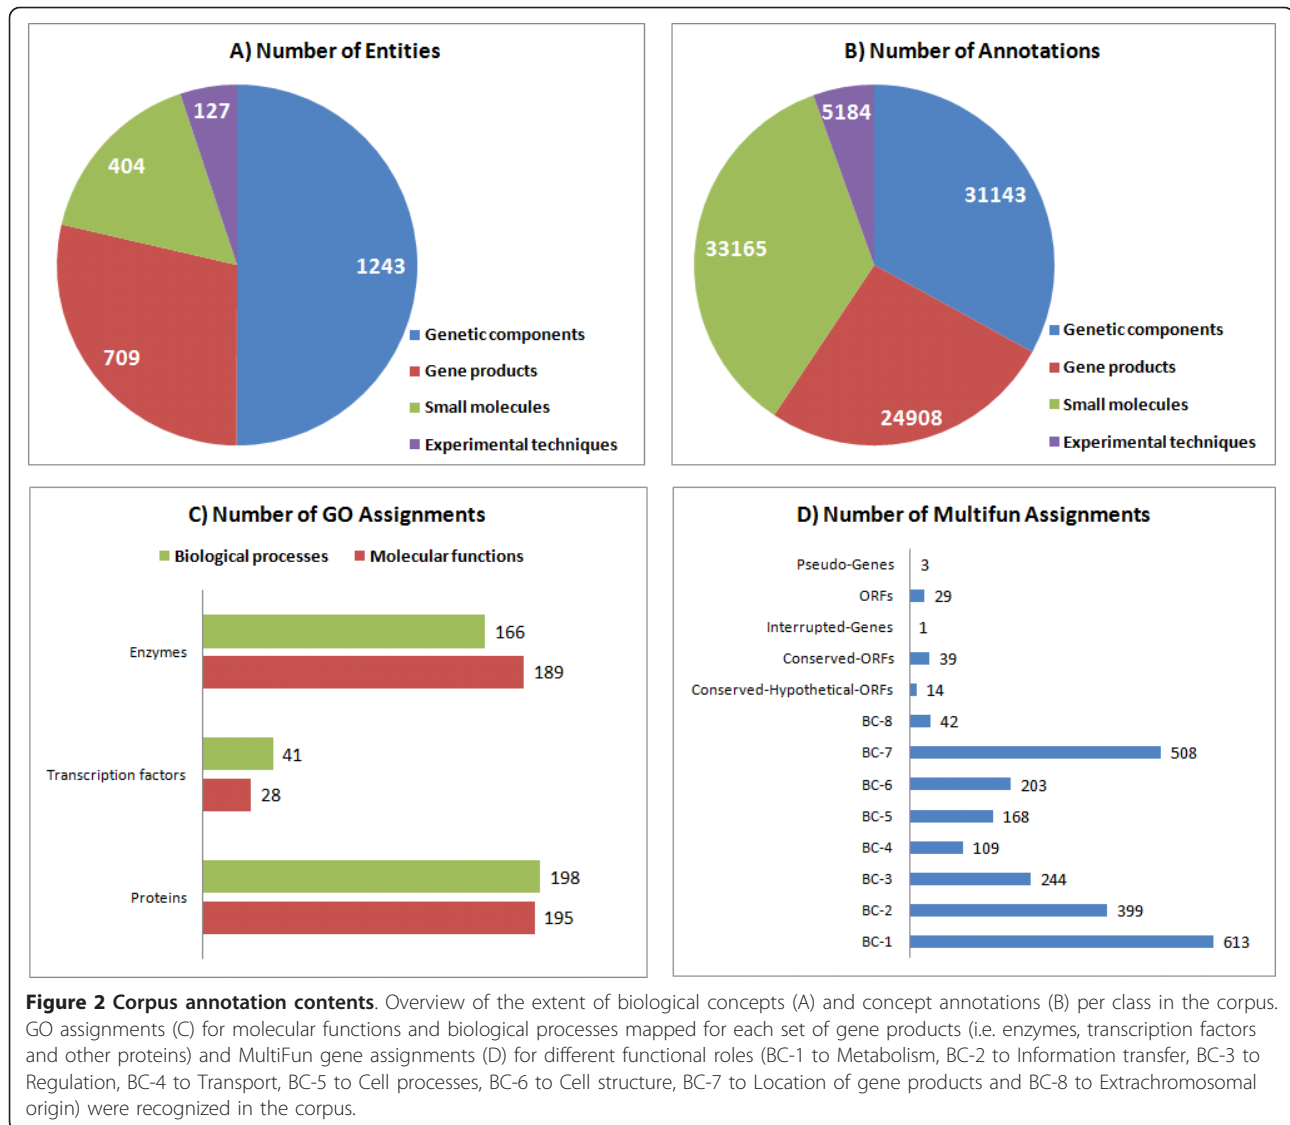 A) Number of Entities
127
404
1243
709
Genetic components
Gene products
Small molecules
Experimental techniques
B) Number of Annotations
5184
31143
33165
24908
Genetic components
Gene products
Small molecules
Experimental techniques
C) Number of GO Assignments
Biological processes Molecular functions
Enzymes
166
189
Transcription factors
41
28
Proteins
198
195
D) Number of Multifun Assignments
Pseudo-Genes 3
ORFs 29
Interrupted-Genes 1
Conserved-ORFs 39
Conserved-Hypothetical-ORFs 14
BC-8 42
BC-7 508
BC-6 203
BC-5 168
BC-4 109
BC-3 244
BC-2 399
BC-1 613
Figure 2 Corpus annotation contents. Overview of the extent of biological concepts (A) and concept annotations (B) per class in the corpus.
GO assignments (C) for molecular functions and biological processes mapped for each set of gene products (i.e. enzymes, transcription factors
and other proteins) and MultiFun gene assignments (D) for different functional roles (BC-1 to Metabolism, BC-2 to Information transfer, BC-3 to
Regulation, BC-4 to Transport, BC-5 to Cell processes, BC-6 to Cell structure, BC-7 to Location of gene products and BC-8 to Extrachromosomal
origin) were recognized in the corpus.